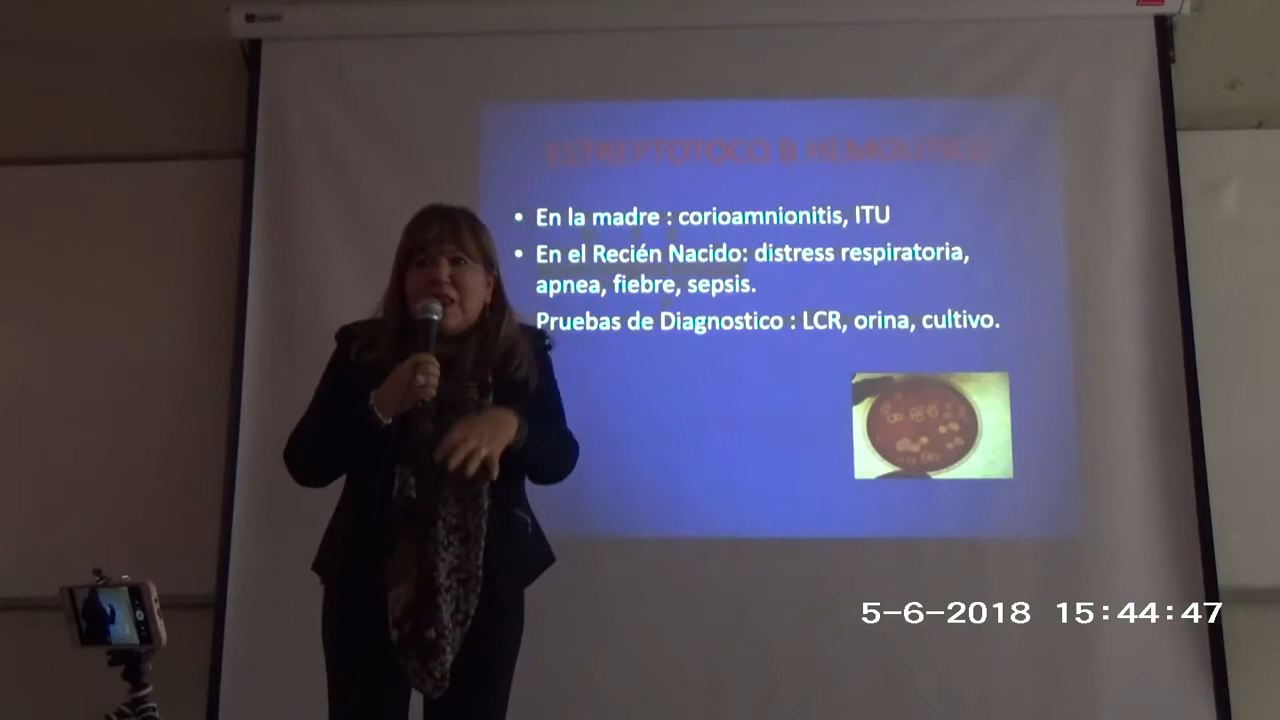 ESTREPTOTOCO B HEMOLITICO
• En la madre : corioamnionitis, ITU
• En el Recién Nacido: distress respiratoria,
apnea, fiebre, sepsis.
Pruebas de Diagnostico : LCR, orina, cultivo.
5-6-2018 15:44:47